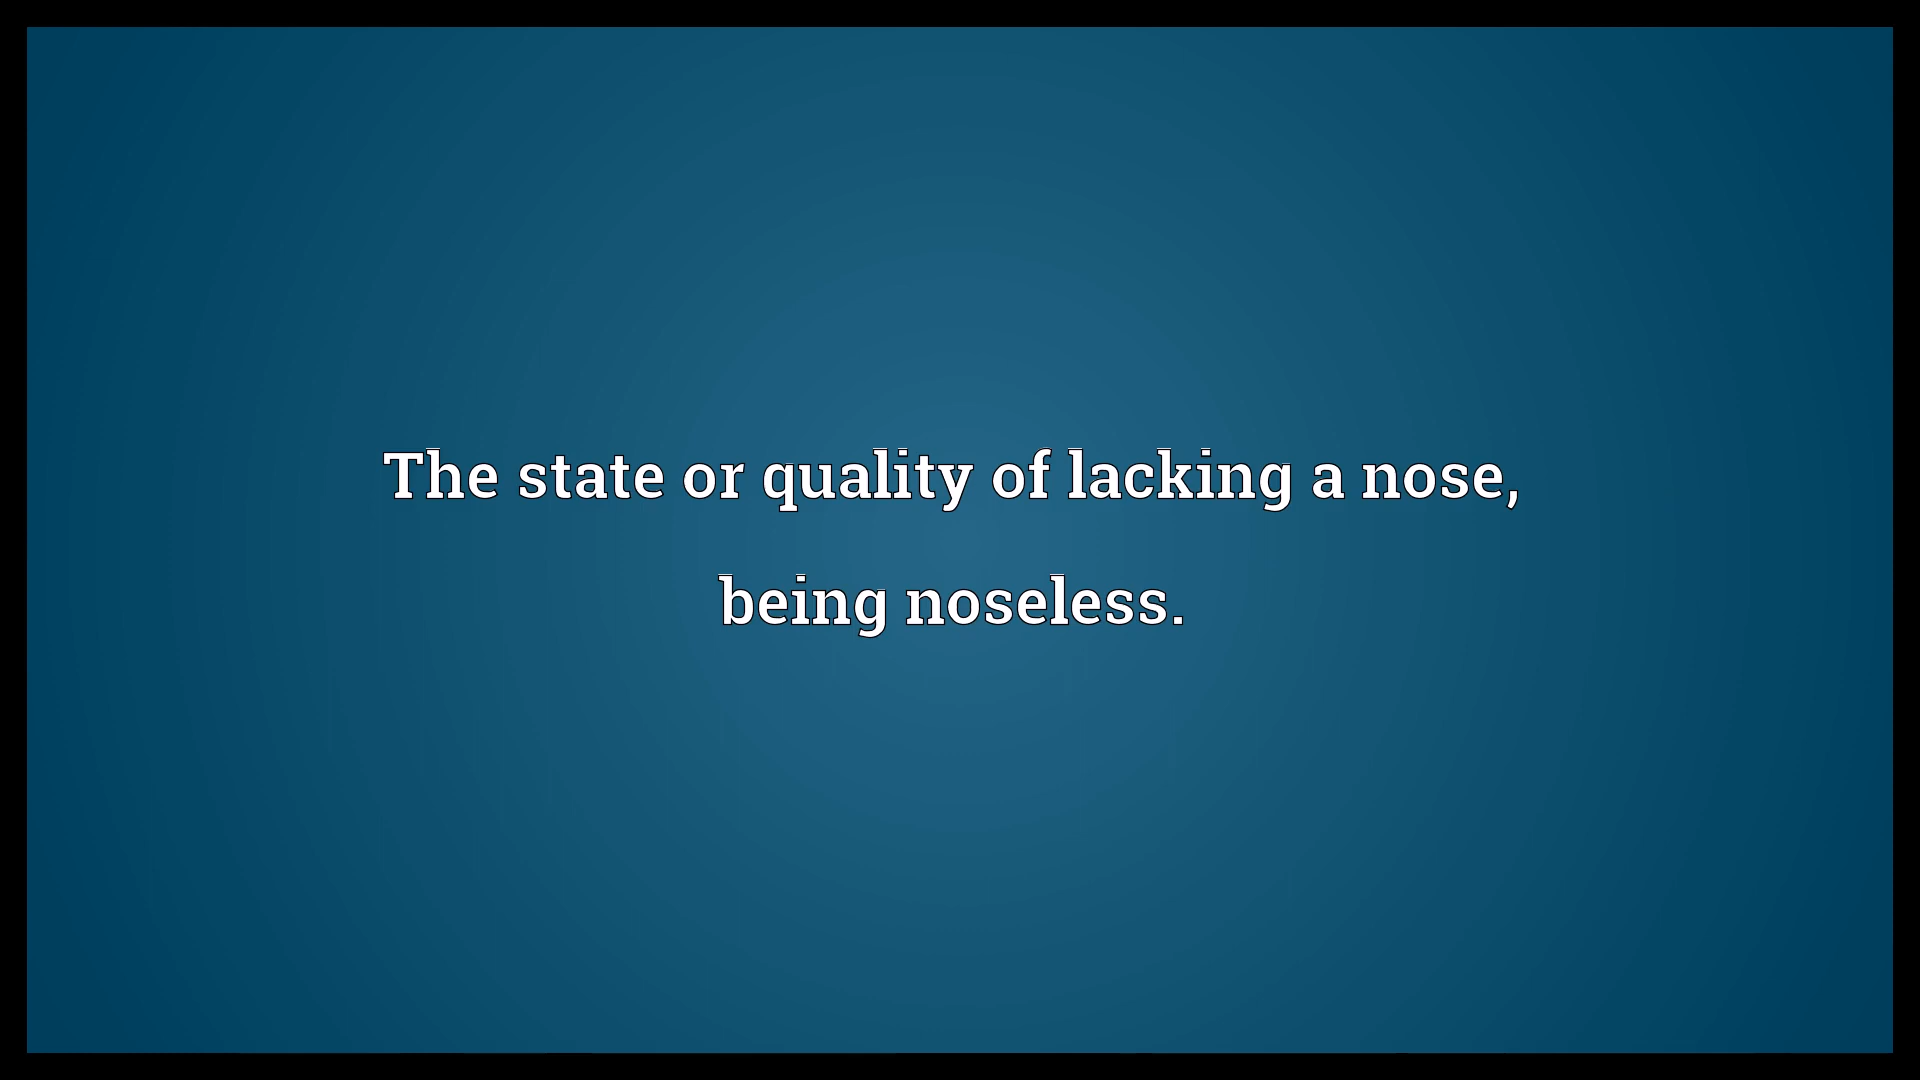 The state or quality of lacking a nose,
being noseless.